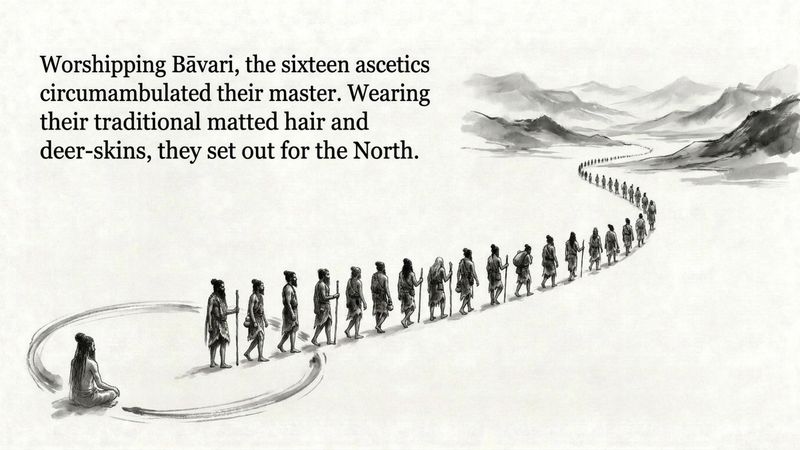 Worshipping Bāvari, the sixteen ascetics
circumambulated their master. Wearing
their traditional matted hair and
deer-skins, they set out for the North.